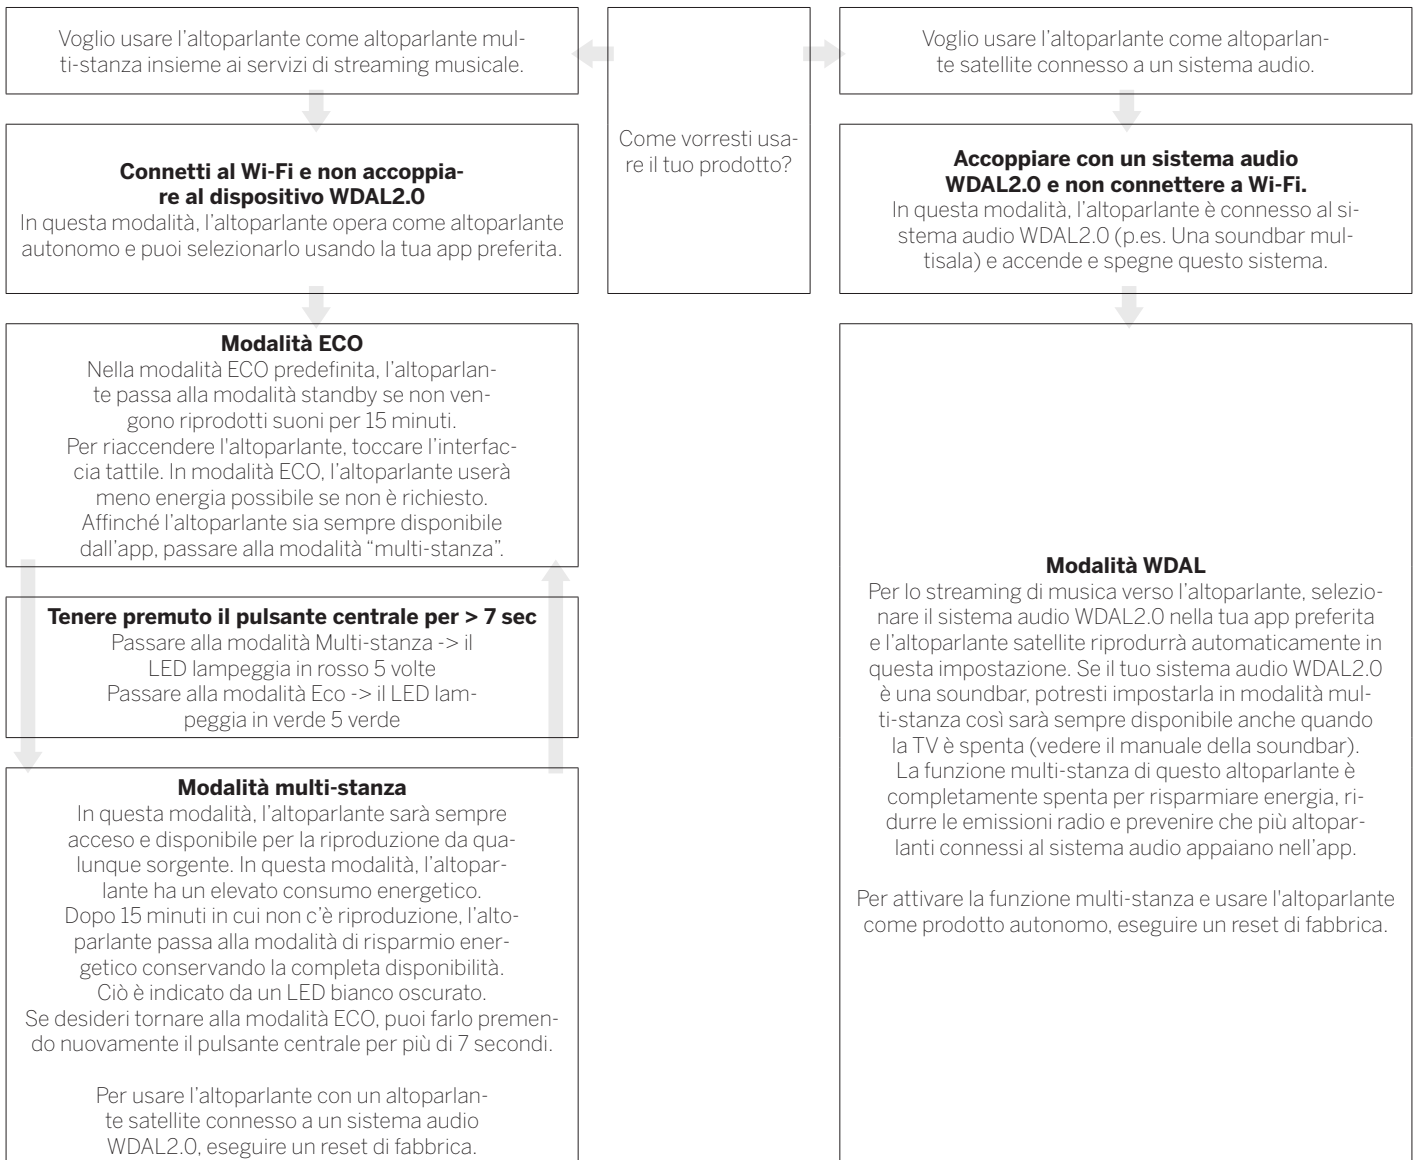 Voglio usare l’altoparlante come altoparlante mul-
ti-stanza insieme ai servizi di streaming musicale.
Connetti al Wi-Fi e non accoppia-
re al dispositivo WDAL2.0
In questa modalità, l’altoparlante opera come altoparlante
autonomo e puoi selezionarlo usando la tua app preferita.
Modalità ECO
Nella modalità ECO predefinita, l’altoparlan-
te passa alla modalità standby se non ven-
gono riprodotti suoni per 15 minuti.
Per riaccendere l'altoparlante, toccare l’interfac-
cia tattile. In modalità ECO, l’altoparlante userà
meno energia possibile se non è richiesto.
Affinché l’altoparlante sia sempre disponibile
dall’app, passare alla modalità “multi-stanza”.
Tenere premuto il pulsante centrale per > 7 sec
Passare alla modalità Multi-stanza -> il
LED lampeggia in rosso 5 volte
Passare alla modalità Eco -> il LED lam-
peggia in verde 5 verde
Modalità multi-stanza
In questa modalità, l’altoparlante sarà sempre
acceso e disponibile per la riproduzione da qua-
lunque sorgente. In questa modalità, l’altopar-
lante ha un elevato consumo energetico.
Dopo 15 minuti in cui non c’è riproduzione, l’alto-
parlante passa alla modalità di risparmio ener-
getico conservando la completa disponibilità.
Ciò è indicato da un LED bianco oscurato.
Se desideri tornare alla modalità ECO, puoi farlo premen-
do nuovamente il pulsante centrale per più di 7 secondi.
Per usare l’altoparlante con un altoparlan-
te satellite connesso a un sistema audio
WDAL2.0, eseguire un reset di fabbrica.
Come vorresti usa-
re il tuo prodotto?
Voglio usare l’altoparlante come altoparlan-
te satellite connesso a un sistema audio.
Accoppiare con un sistema audio
WDAL2.0 e non connettere a Wi-Fi.
In questa modalità, l’altoparlante è connesso al si-
stema audio WDAL2.0 (p.es. Una soundbar mul-
tisala) e accende e spegne questo sistema.
Modalità WDAL
Per lo streaming di musica verso l’altoparlante, selezio-
nare il sistema audio WDAL2.0 nella tua app preferita
e l’altoparlante satellite riprodurrà automaticamente in
questa impostazione. Se il tuo sistema audio WDAL2.0
è una soundbar, potresti impostarla in modalità mul-
ti-stanza così sarà sempre disponibile anche quando
la TV è spenta (vedere il manuale della soundbar).
La funzione multi-stanza di questo altoparlante è
completamente spenta per risparmiare energia, ri-
durre le emissioni radio e prevenire che più altopar-
lanti connessi al sistema audio appaiano nell’app.
Per attivare la funzione multi-stanza e usare l'altoparlante
come prodotto autonomo, eseguire un reset di fabbrica.